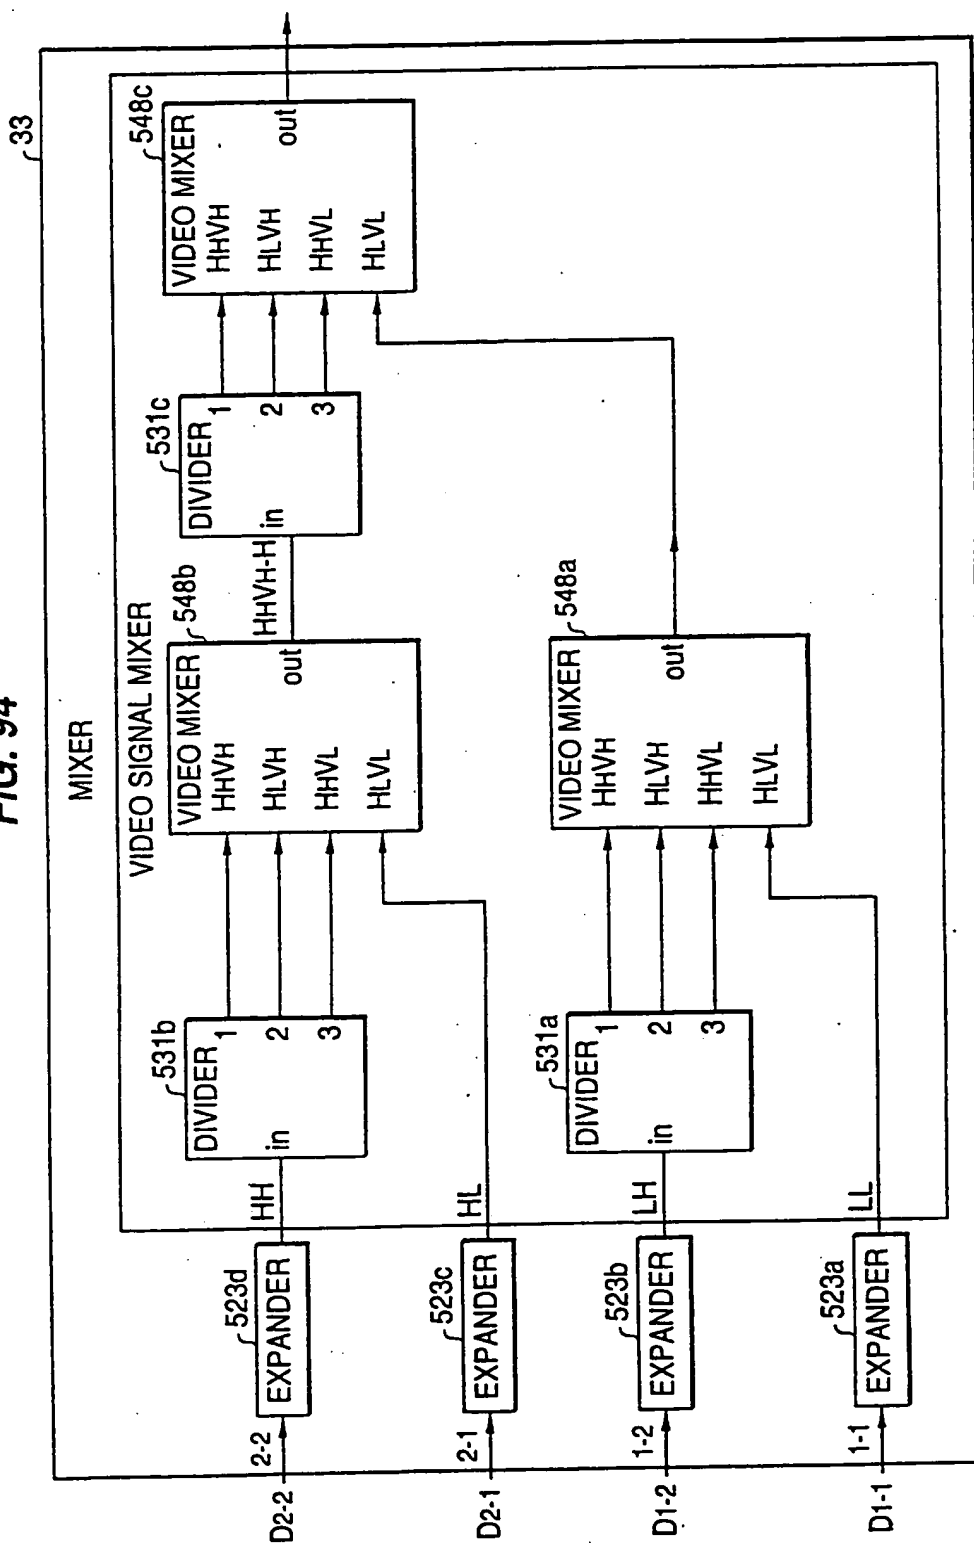 FIG. 94
33
MIXER
VIDEO SIGNAL MIXER
D2-2
2-2
523d
EXPANDER
HH
531b
DIVIDER
in
1
2
3
548b
VIDEO MIXER
HHVH
HLVH
HHVL
HLVL
out
HHVH-H
531c
DIVIDER
in
1
2
3
548c
VIDEO MIXER
HHVH
HLVH
HHVL
HLVL
out
D2-1
2-1
523c
EXPANDER
HL
D1-2
1-2
523b
EXPANDER
LH
531a
DIVIDER
in
1
2
3
548a
VIDEO MIXER
HHVH
HLVH
HHVL
HLVL
out
D1-1
1-1
523a
EXPANDER
LL